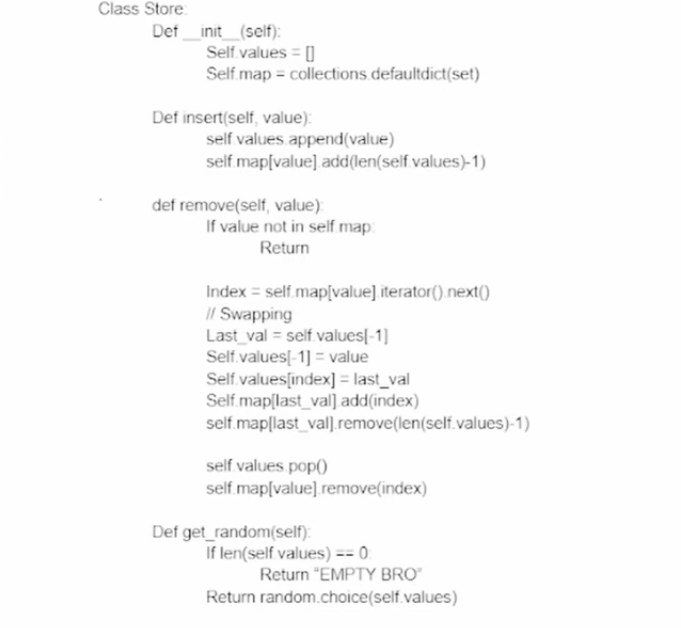 Class Store:
Def __init__(self):
Self.values = []
Self.map = collections.defaultdict(set)
Def insert(self, value):
self.values.append(value)
self.map[value].add(len(self.values)-1)
def remove(self, value):
If value not in self.map:
Return
Index = self.map[value].iterator().next()
// Swapping
Last_val = self.values[-1]
Self.values[-1] = value
Self.values[index] = last_val
Self.map[last_val].add(index)
self.map[last_val].remove(len(self.values)-1)
self.values.pop()
self.map[value].remove(index)
Def get_random(self):
If len(self.values) == 0:
Return “EMPTY BRO”
Return random.choice(self.values)